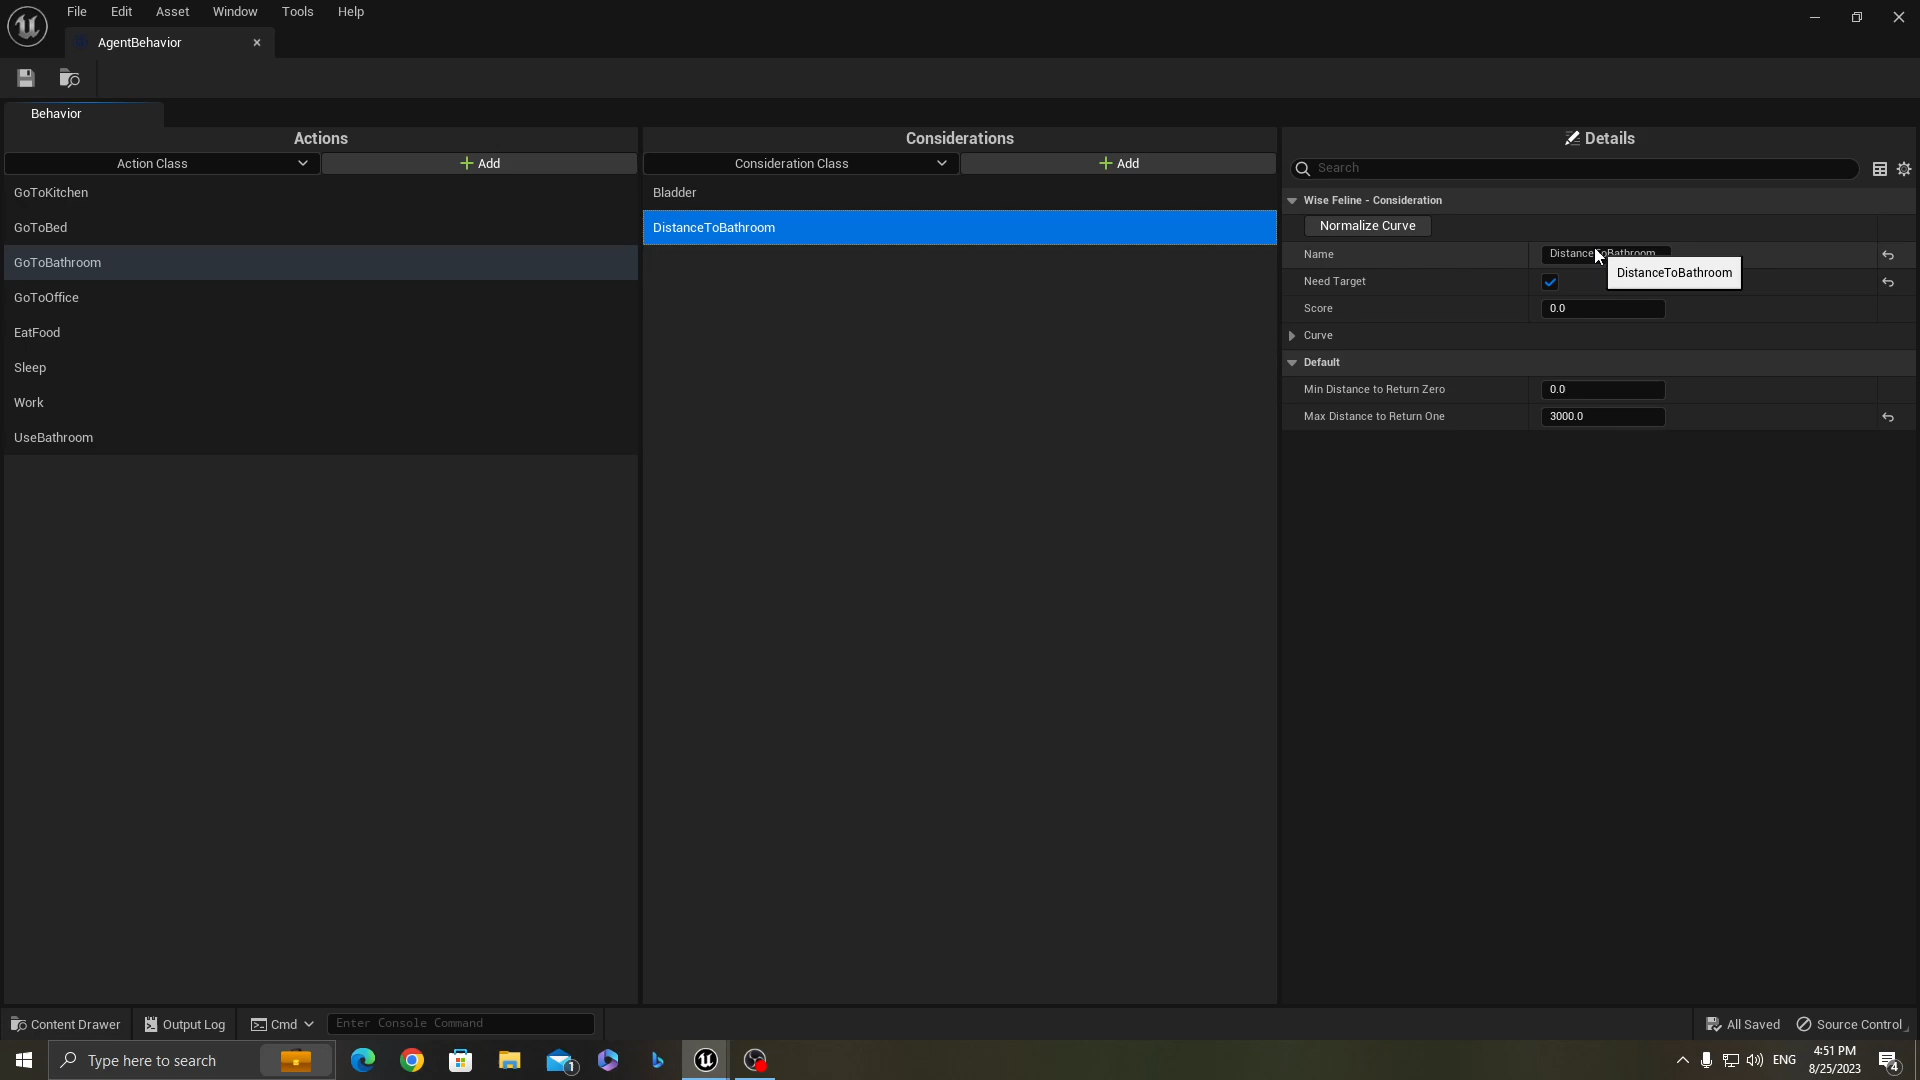 File Edit Asset Window Tools Help
AgentBehavior
Behavior
Actions
Action Class Add
GoToKitchen
GoToBed
GoToBathroom
GoToOffice
EatFood
Sleep
Work
UseBathroom
Considerations
Consideration Class Add
Bladder
DistanceToBathroom
Details
Search
Wise Feline - Consideration
Normalize Curve
Name DistanceToBathroom
DistanceToBathroom
Need Target
Score 0.0
Curve
Default
Min Distance to Return Zero 0.0
Max Distance to Return One 3000.0
Content Drawer Output Log Cmd Enter Console Command All Saved Source Control
Type here to search 1 ENG 4:51 PM 4
8/25/2023